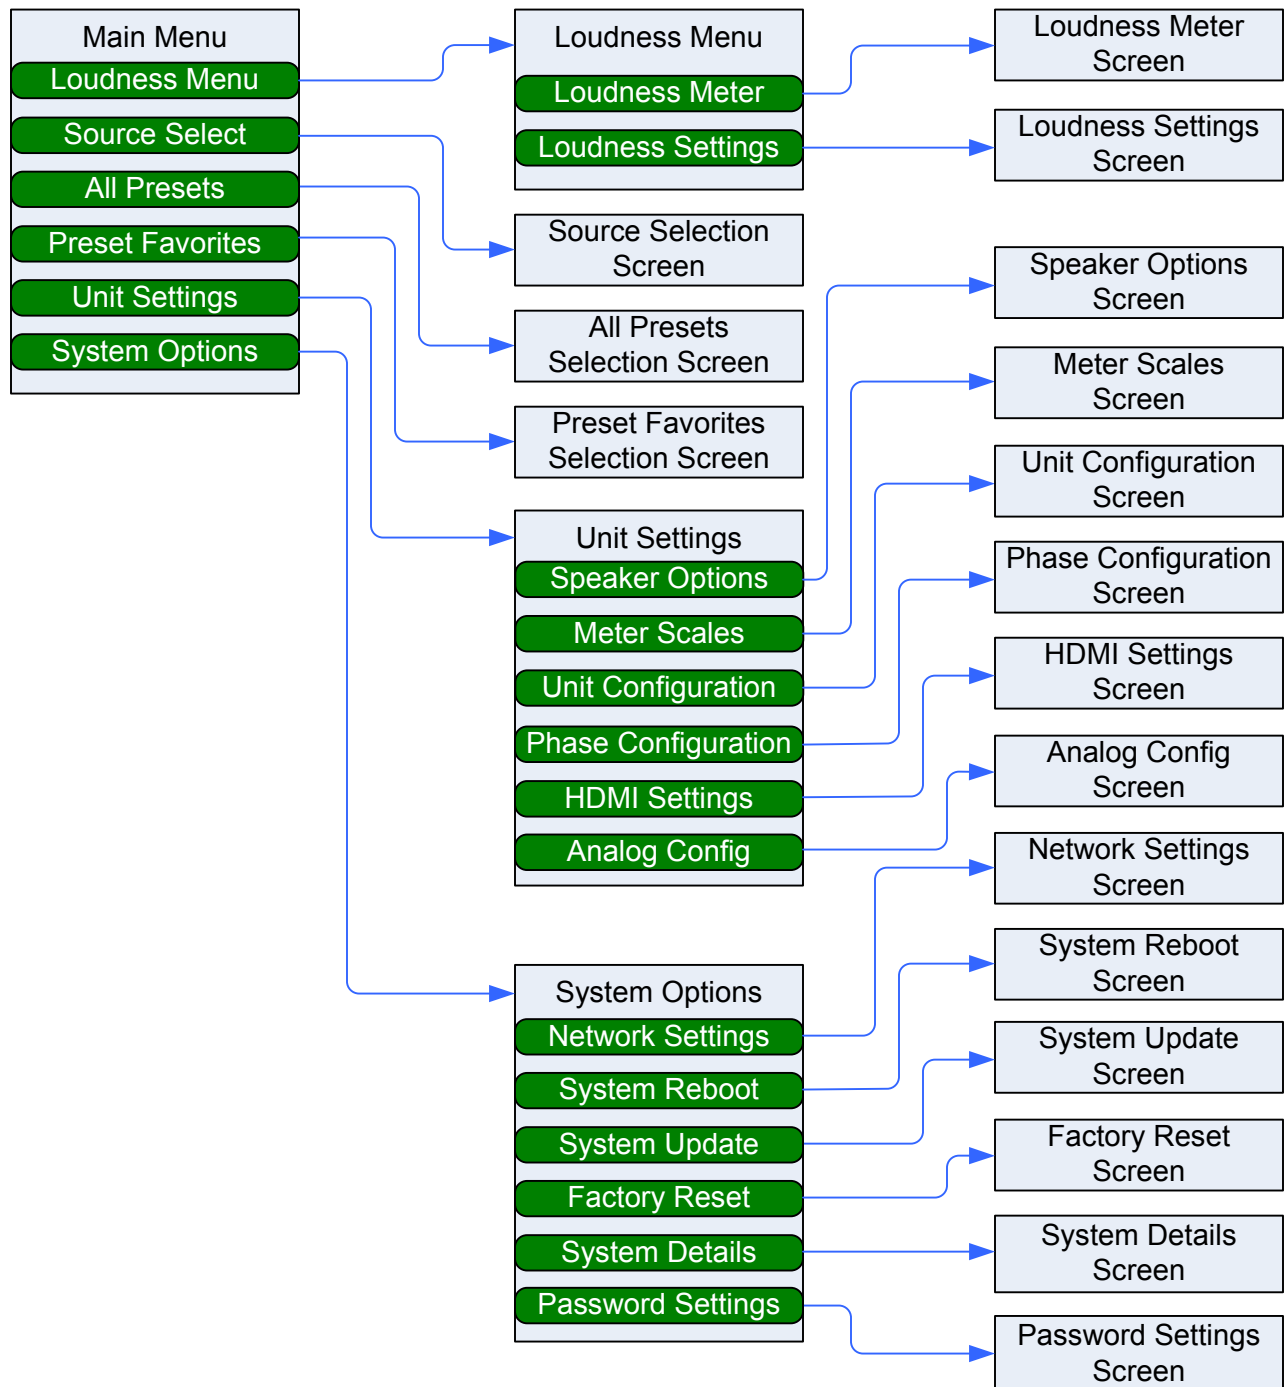 Main Menu
Loudness Menu
Source Select
All Presets
Preset Favorites
Unit Settings
System Options
Loudness Menu
Loudness Meter
Loudness Settings
Source Selection
Screen
All Presets
Selection Screen
Preset Favorites
Selection Screen
Unit Settings
Speaker Options
Meter Scales
Unit Configuration
Phase Configuration
HDMI Settings
Analog Config
System Options
Network Settings
System Reboot
System Update
Factory Reset
System Details
Password Settings
Loudness Meter
Screen
Loudness Settings
Screen
Speaker Options
Screen
Meter Scales
Screen
Unit Configuration
Screen
Phase Configuration
Screen
HDMI Settings
Screen
Analog Config
Screen
Network Settings
Screen
System Reboot
Screen
System Update
Screen
Factory Reset
Screen
System Details
Screen
Password Settings
Screen